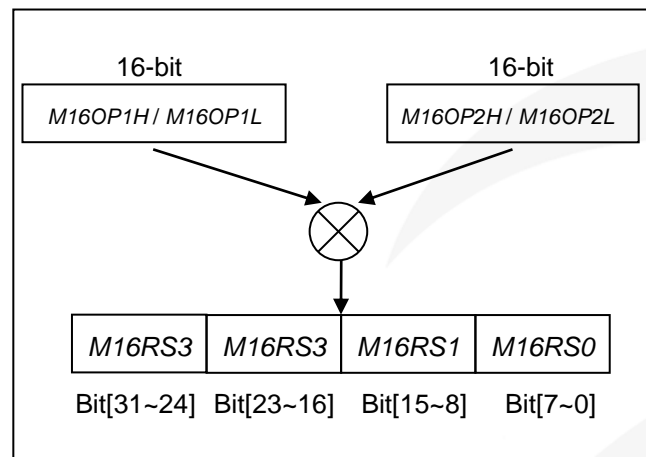 16-bit 16-bit
M16OP1H / M16OP1L M16OP2H / M16OP2L
M16RS3 M16RS3 M16RS1 M16RS0
Bit[31~24] Bit[23~16] Bit[15~8] Bit[7~0]